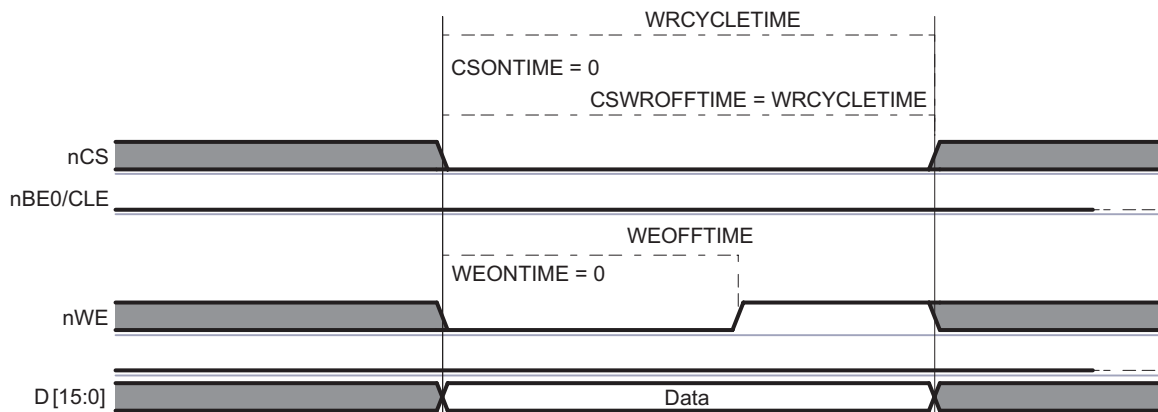 WRCYCLETIME
CSONTIME = 0
CSWROFFTIME = WRCYCLETIME
nCS
nBE0/CLE
WEOFFTIME
WEONTIME = 0
nWE
D[15:0]
Data